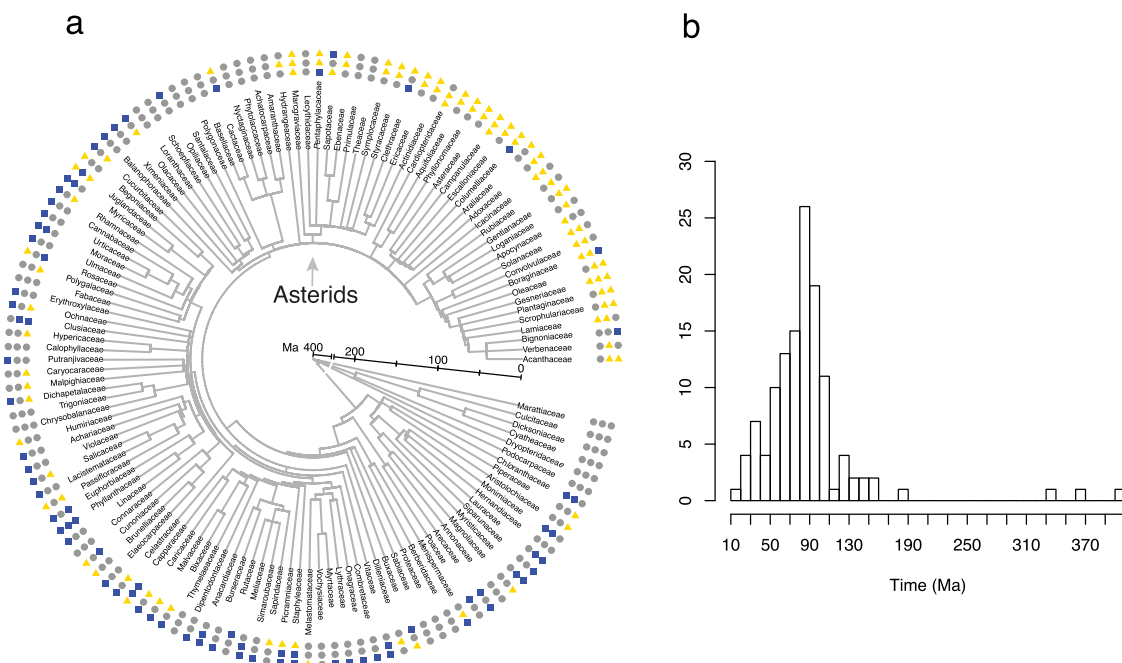 a
Pentaphylacaceae
Lecythidaceae
Marcgraviaceae
Hydrangeaceae
Amaranthaceae
Achatocarpaceae
Phytolaccaceae
Nyctaginaceae
Cactaceae
Basellaceae
Polygonaceae
Santalaceae
Opiliaceae
Loranthaceae
Schoepfiaceae
Olacaceae
Ximeniaceae
Balanophoraceae
Cucurbitaceae
Begoniaceae
Juglandaceae
Myricaceae
Rhamnaceae
Cannabaceae
Urticaceae
Moraceae
Ulmaceae
Rosaceae
Polygalaceae
Fabaceae
Erythroxylaceae
Ochnaceae
Clusiaceae
Hypericaceae
Calophyllaceae
Putranjivaceae
Caryocaraceae
Malpighiaceae
Dichapetalaceae
Trigoniaceae
Chrysobalanaceae
Humiriaceae
Achariaceae
Violaceae
Salicaceae
Lacistemataceae
Passifloraceae
Euphorbiaceae
Phyllanthaceae
Linaceae
Connaraceae
Cunoniaceae
Brunelliaceae
Elaeocarpaceae
Celastraceae
Capparaceae
Caricaceae
Malvaceae
Bixaceae
Thymelaeaceae
Dipentodontaceae
Anacardiaceae
Burseraceae
Rutaceae
Meliaceae
Simaroubaceae
Sapindaceae
Picramniaceae
Staphyleaceae
Melastomataceae
Vochysiaceae
Myrtaceae
Lythraceae
Onagraceae
Combretaceae
Vitaceae
Dilleniaceae
Buxaceae
Sabiaceae
Proteaceae
Berberidaceae
Menispermaceae
Poaceae
Arecaceae
Annonaceae
Magnoliaceae
Myristicaceae
Siparunaceae
Lauraceae
Hernandiaceae
Monimiaceae
Aristolochiaceae
Piperaceae
Chloranthaceae
Podocarpaceae
Dryopteridaceae
Cyatheaceae
Dicksoniaceae
Culcitaceae
Marattiaceae
Acanthaceae
Verbenaceae
Bignoniaceae
Lamiaceae
Scrophulariaceae
Plantaginaceae
Gesneriaceae
Oleaceae
Boraginaceae
Convolvulaceae
Solanaceae
Apocynaceae
Loganiaceae
Gentianaceae
Rubiaceae
Icacinaceae
Adoxaceae
Araliaceae
Columelliaceae
Escalloniaceae
Campanulaceae
Asteraceae
Phyllonomaceae
Aquifoliaceae
Cardiopteridaceae
Actinidiaceae
Ericaceae
Clethraceae
Styracaceae
Symplocaceae
Theaceae
Primulaceae
Ebenaceae
Sapotaceae
Asterids
Ma 400 200 100 0
b
30
25
20
15
10
5
0
10 50 90 130 190 250 310 370
Time (Ma)